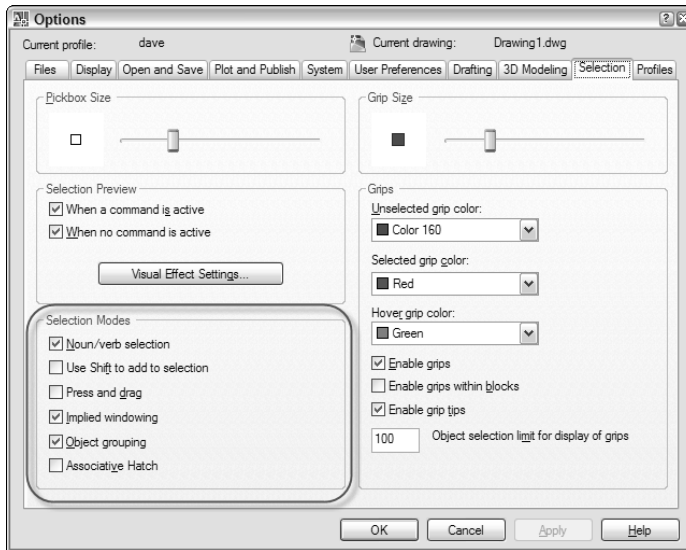 Options
Current profile: dave Current drawing: Drawing1.dwg
Files Display Open and Save Plot and Publish System User Preferences Drafting 3D Modeling Selection Profiles
Pickbox Size
Grip Size
Selection Preview
When a command is active
When no command is active
Visual Effect Settings...
Selection Modes
Noun/verb selection
Use Shift to add to selection
Press and drag
Implied windowing
Object grouping
Associative Hatch
Grips
Unselected grip color:
Color 160
Selected grip color:
Red
Hover grip color:
Green
Enable grips
Enable grips within blocks
Enable grip tips
100 Object selection limit for display of grips
OK Cancel Apply Help